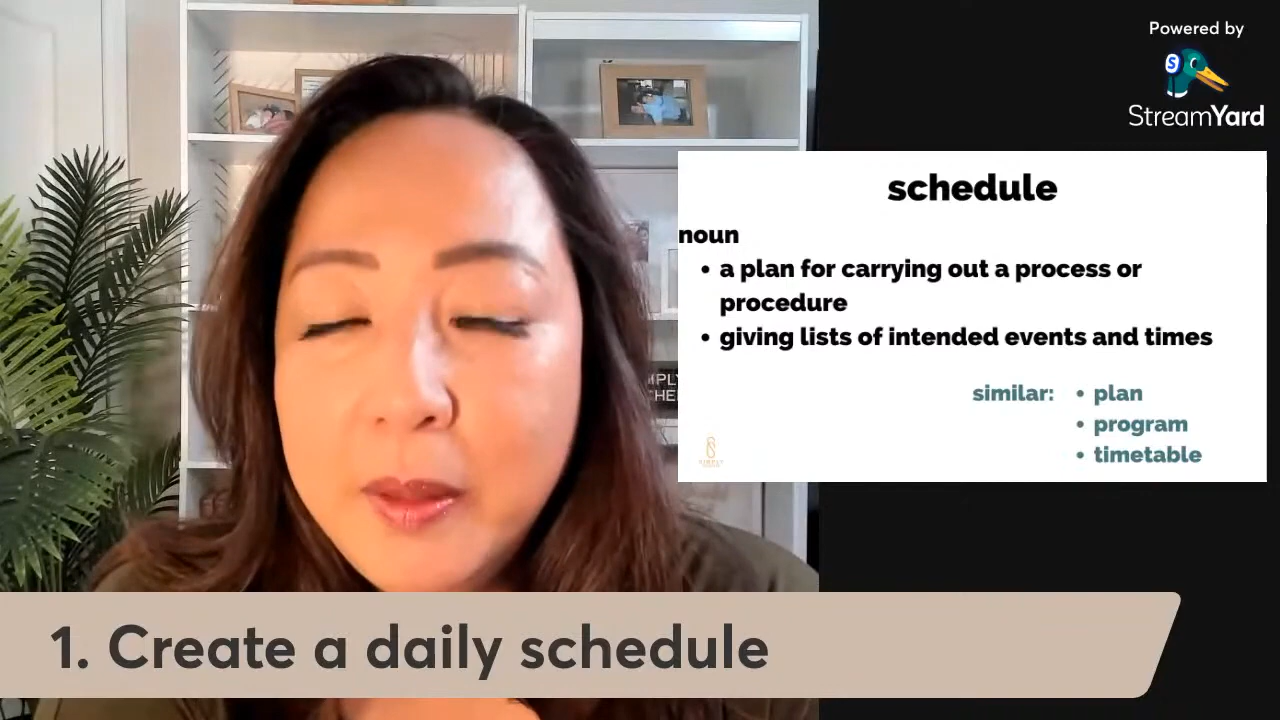 Powered by
StreamYard
schedule
noun
• a plan for carrying out a process or
procedure
• giving lists of intended events and times
similar: • plan
• program
• timetable
SIMPLY
1. Create a daily schedule